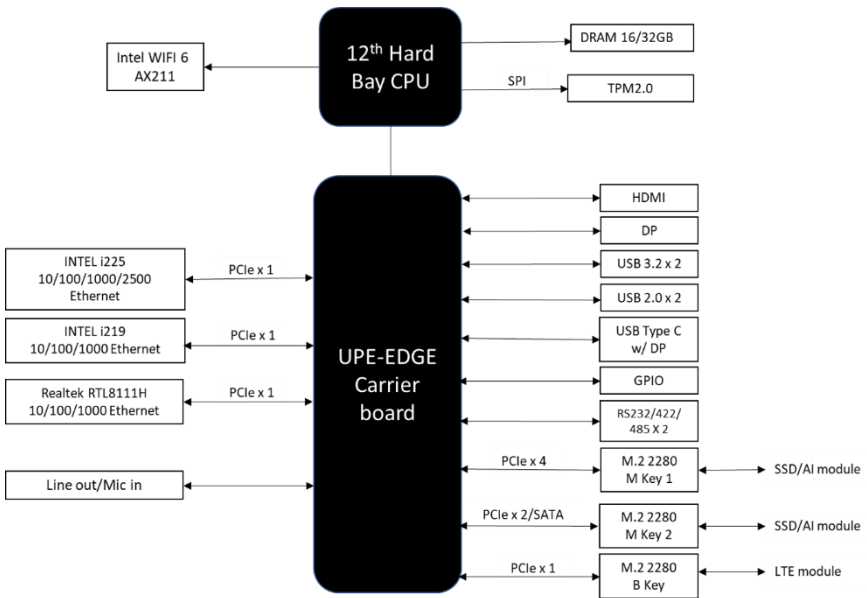 12th Hard
Bay CPU
Intel WIFI 6
AX211
DRAM 16/32GB
SPI
TPM2.0
UPE-EDGE
Carrier
board
INTEL i225
10/100/1000/2500
Ethernet
PCIe x 1
INTEL i219
10/100/1000 Ethernet
PCIe x 1
Realtek RTL8111H
10/100/1000 Ethernet
PCIe x 1
Line out/Mic in
HDMI
DP
USB 3.2 x 2
USB 2.0 x 2
USB Type C
w/ DP
GPIO
RS232/422/
485 X 2
PCIe x 4
M.2 2280
M Key 1
SSD/AI module
PCIe x 2/SATA
M.2 2280
M Key 2
SSD/AI module
PCIe x 1
M.2 2280
B Key
LTE module